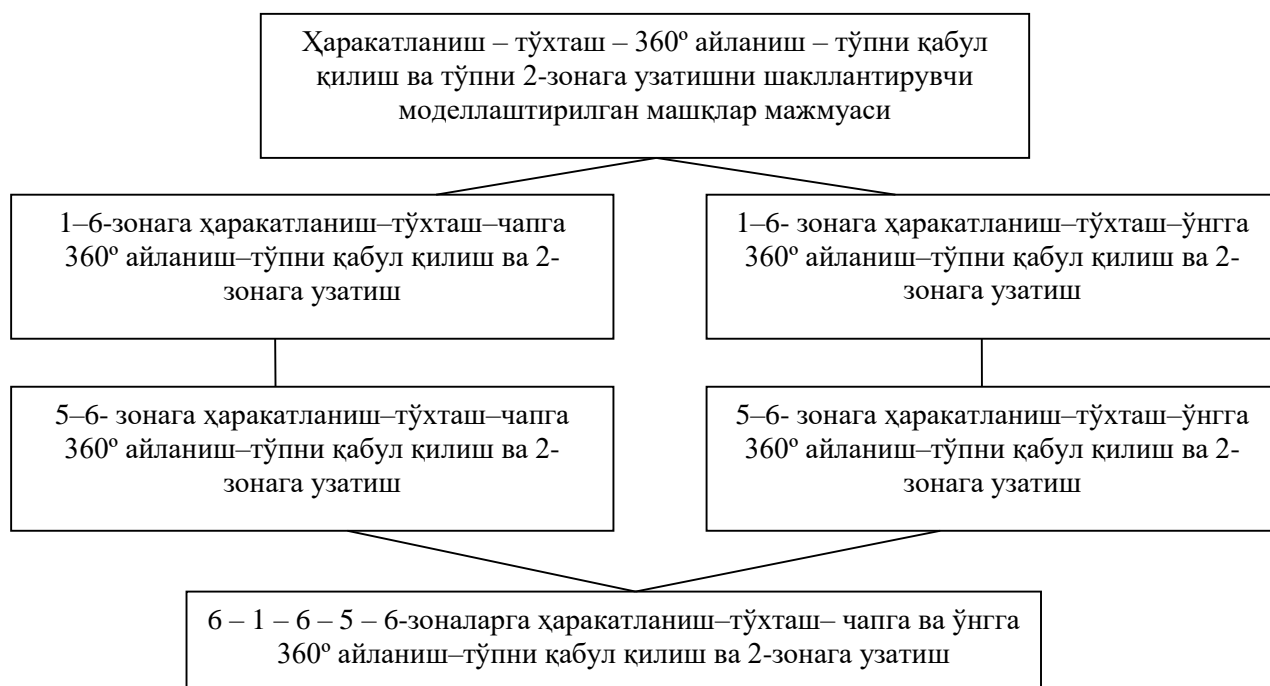 Ҳаракатланиш – тўхташ – 360º айланиш – тўпни қабул
қилиш ва тўпни 2-зонага узатишни шакллантирувчи
моделлаштирилган машқлар мажмуаси
1–6-зонага ҳаракатланиш–тўхташ–чапга
360º айланиш–тўпни қабул қилиш ва 2-
зонага узатиш
1–6- зонага ҳаракатланиш–тўхташ–ўнгга
360º айланиш–тўпни қабул қилиш ва 2-
зонага узатиш
5–6- зонага ҳаракатланиш–тўхташ–чапга
360º айланиш–тўпни қабул қилиш ва 2-
зонага узатиш
5–6- зонага ҳаракатланиш–тўхташ–ўнгга
360º айланиш–тўпни қабул қилиш ва 2-
зонага узатиш
6 – 1 – 6 – 5 – 6-зоналарга ҳаракатланиш–тўхташ– чапга ва ўнгга
360º айланиш–тўпни қабул қилиш ва 2-зонага узатиш